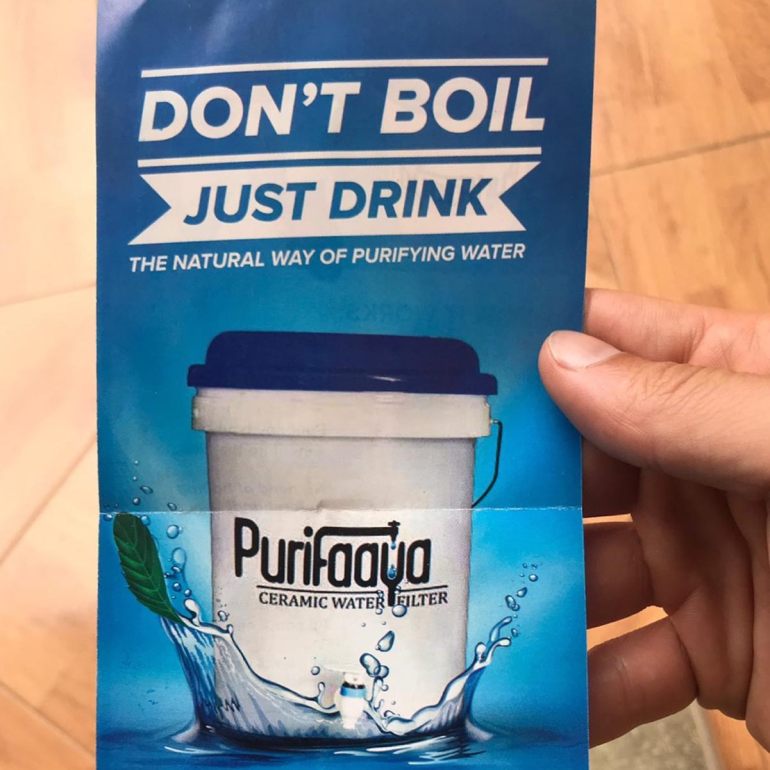 DON'T BOIL
JUST DRINK
THE NATURAL WAY OF PURIFYING WATER
Purifaaya
CERAMIC WATER FILTER